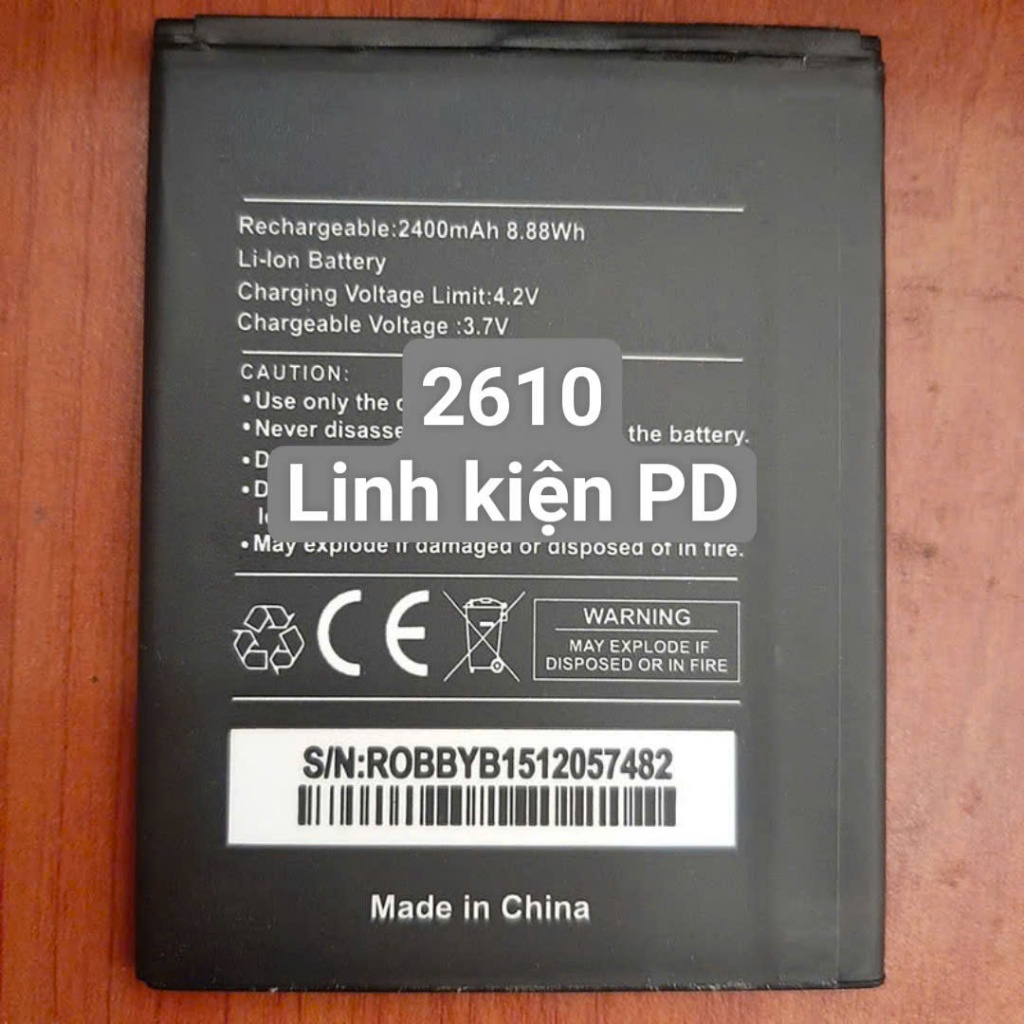 Rechargeable:2400mAh 8.88Wh
Li-Ion Battery
Charging Voltage Limit:4.2V
Chargeable Voltage :3.7V
CAUTION:
•Use only the
2610
•Never disasse the battery.
Linh kiện PD
•May explode if damaged or disposed of in fire.
CE
WARNING
MAY EXPLODE IF
DISPOSED OR IN FIRE
S/N:ROBBYB1512057482
Made in China